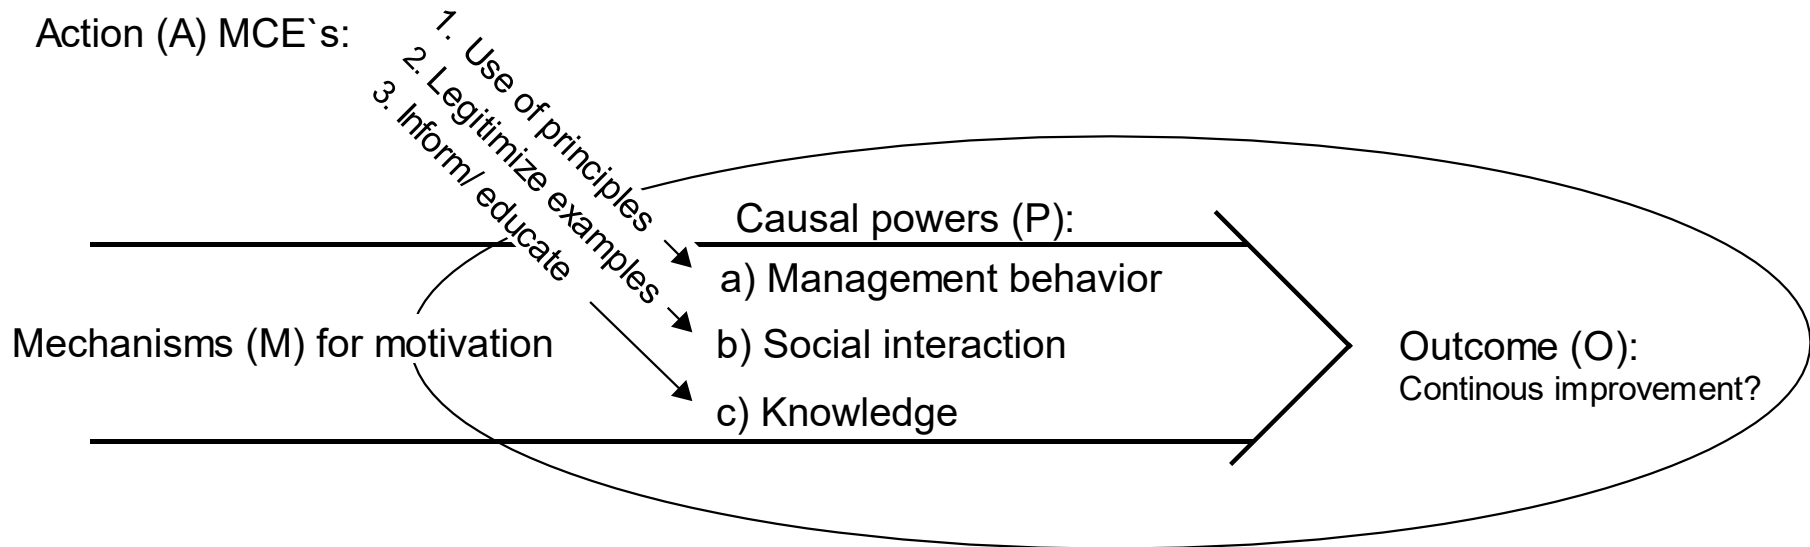 Action (A) MCE`s:
1. Use of principles
2. Legitimize examples
3. Inform/ educate
Causal powers (P):
a) Management behavior
Mechanisms (M) for motivation
b) Social interaction
c) Knowledge
Outcome (O):
Continous improvement?